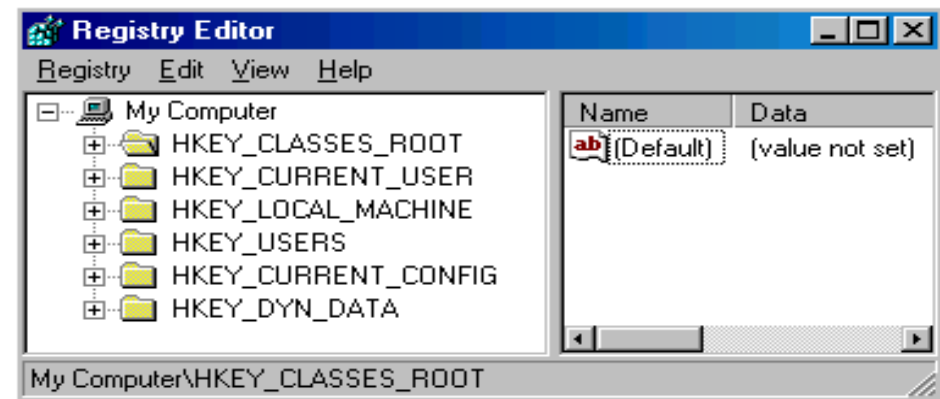 Registry Editor
Registry Edit View Help
My Computer
HKEY_CLASSES_ROOT
HKEY_CURRENT_USER
HKEY_LOCAL_MACHINE
HKEY_USERS
HKEY_CURRENT_CONFIG
HKEY_DYN_DATA
Name Data
ab (Default) (value not set)
My Computer\HKEY_CLASSES_ROOT